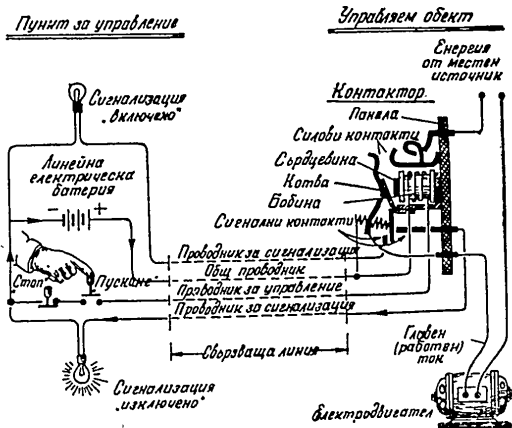 Пункт за управление
Управляем обект
Енергия
от местен
източник
Сигнализация
„включено"
Контактор
Панела
Силови контакти
Линейна
електрическа
батерия
Сърдцевина
Котва
Бобина
Сигнални контакти
- +
„Стоп"
„Пускане"
Проводник за сигнализация
Общ проводник
Проводник за управление
Проводник за сигнализация
Свързваща линия
Главен
(работен)
ток
Сигнализация
„изключено"
Електродвигател